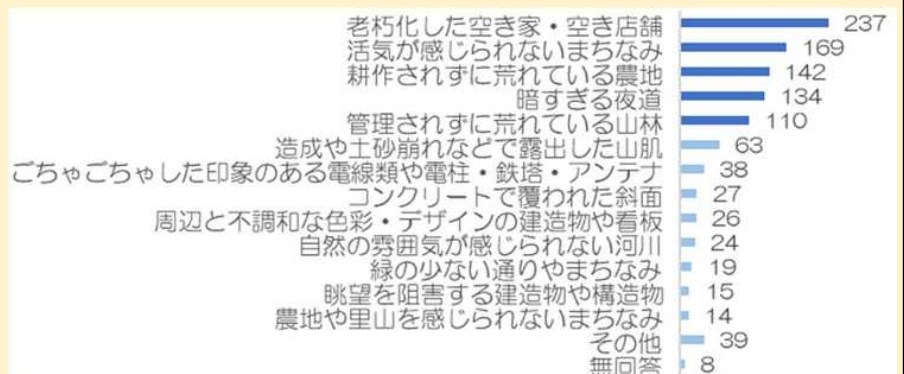 老朽化した空き家・空き店舗 237
活気が感じられないまちなみ 169
耕作されずに荒れている農地 142
暗すぎる夜道 134
管理されずに荒れている山林 110
造成や土砂崩れなどで露出した山肌 63
ごちゃごちゃした印象のある電線類や電柱・鉄塔・アンテナ 38
コンクリートで覆われた斜面 27
周辺と不調和な色彩・デザインの建造物や看板 26
自然の雰囲気が感じられない河川 24
緑の少ない通りやまちなみ 19
眺望を阻害する建造物や構造物 15
農地や里山を感じられないまちなみ 14
その他 39
無回答 8